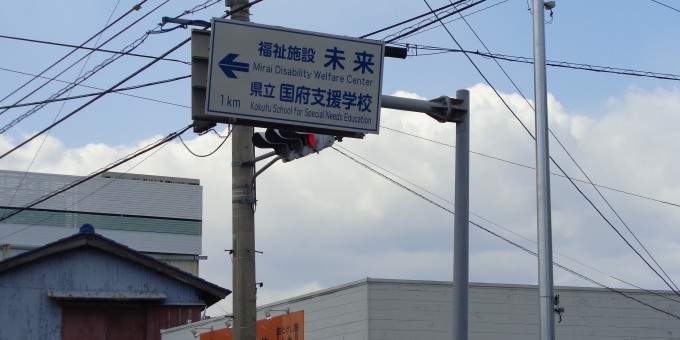 福祉施設 未来
Mirai Disability Welfare Center
県立 国府支援学校
1km
Kokufu School for Special Needs Education